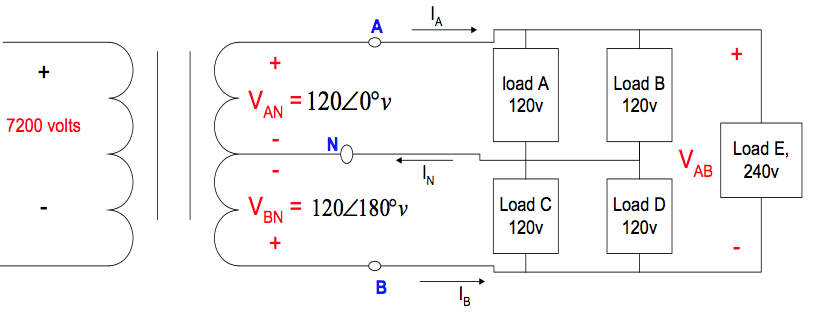 A
I_A
+
+
+
V_AN = 120∠0°v
load A
120v
Load B
120v
7200 volts
-
N
I_N
-
V_AB
Load E,
240v
V_BN = 120∠180°v
Load C
120v
Load D
120v
-
+
-
B
I_B